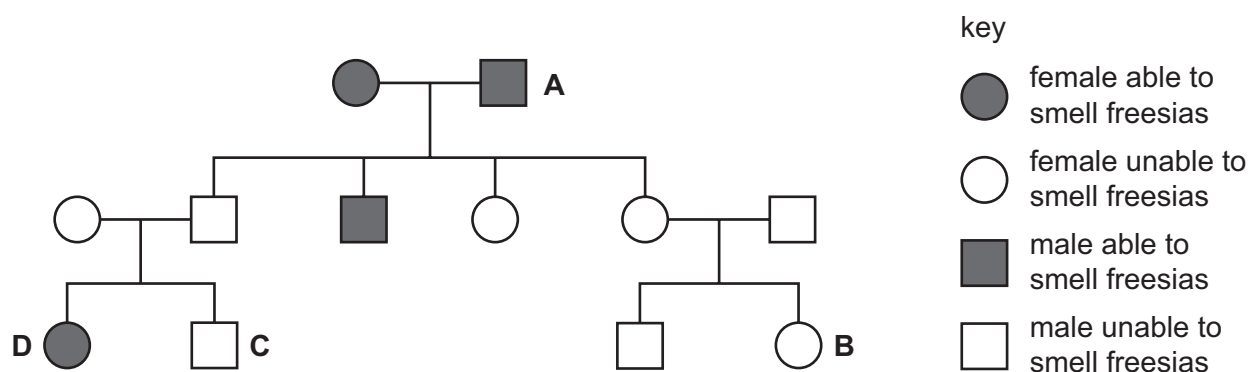 key
female able to
smell freesias
female unable to
smell freesias
male able to
smell freesias
male unable to
smell freesias
A
D
C
B